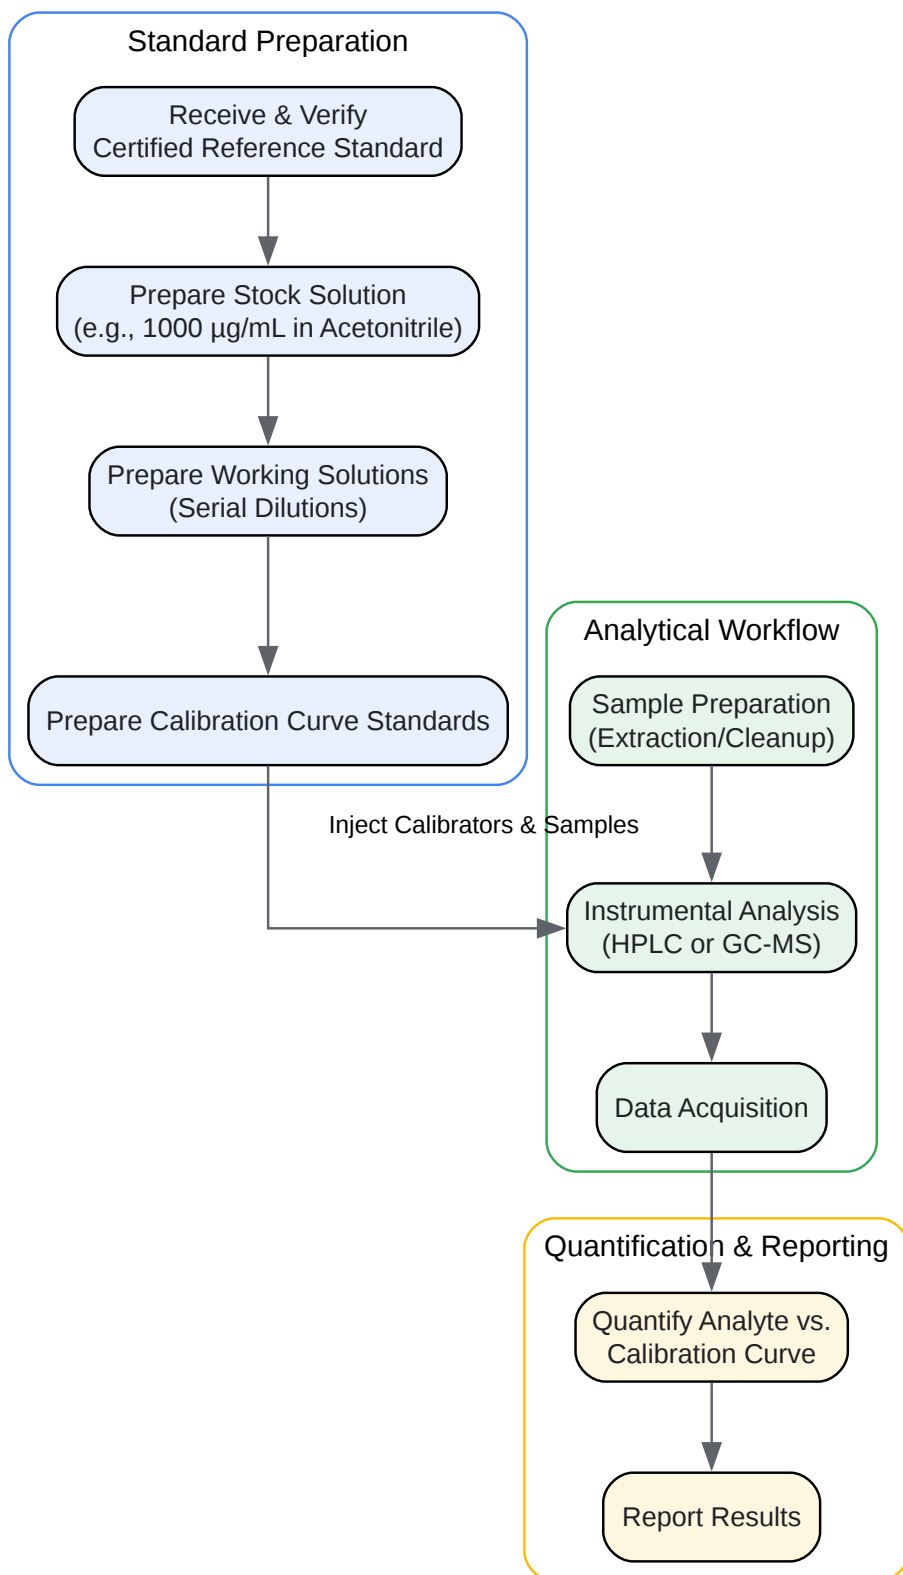 Standard Preparation
Receive & Verify
Certified Reference Standard
Prepare Stock Solution
(e.g., 1000 µg/mL in Acetonitrile)
Prepare Working Solutions
(Serial Dilutions)
Prepare Calibration Curve Standards
Analytical Workflow
Sample Preparation
(Extraction/Cleanup)
Inject Calibrators & Samples
Instrumental Analysis
(HPLC or GC-MS)
Data Acquisition
Quantification & Reporting
Quantify Analyte vs.
Calibration Curve
Report Results